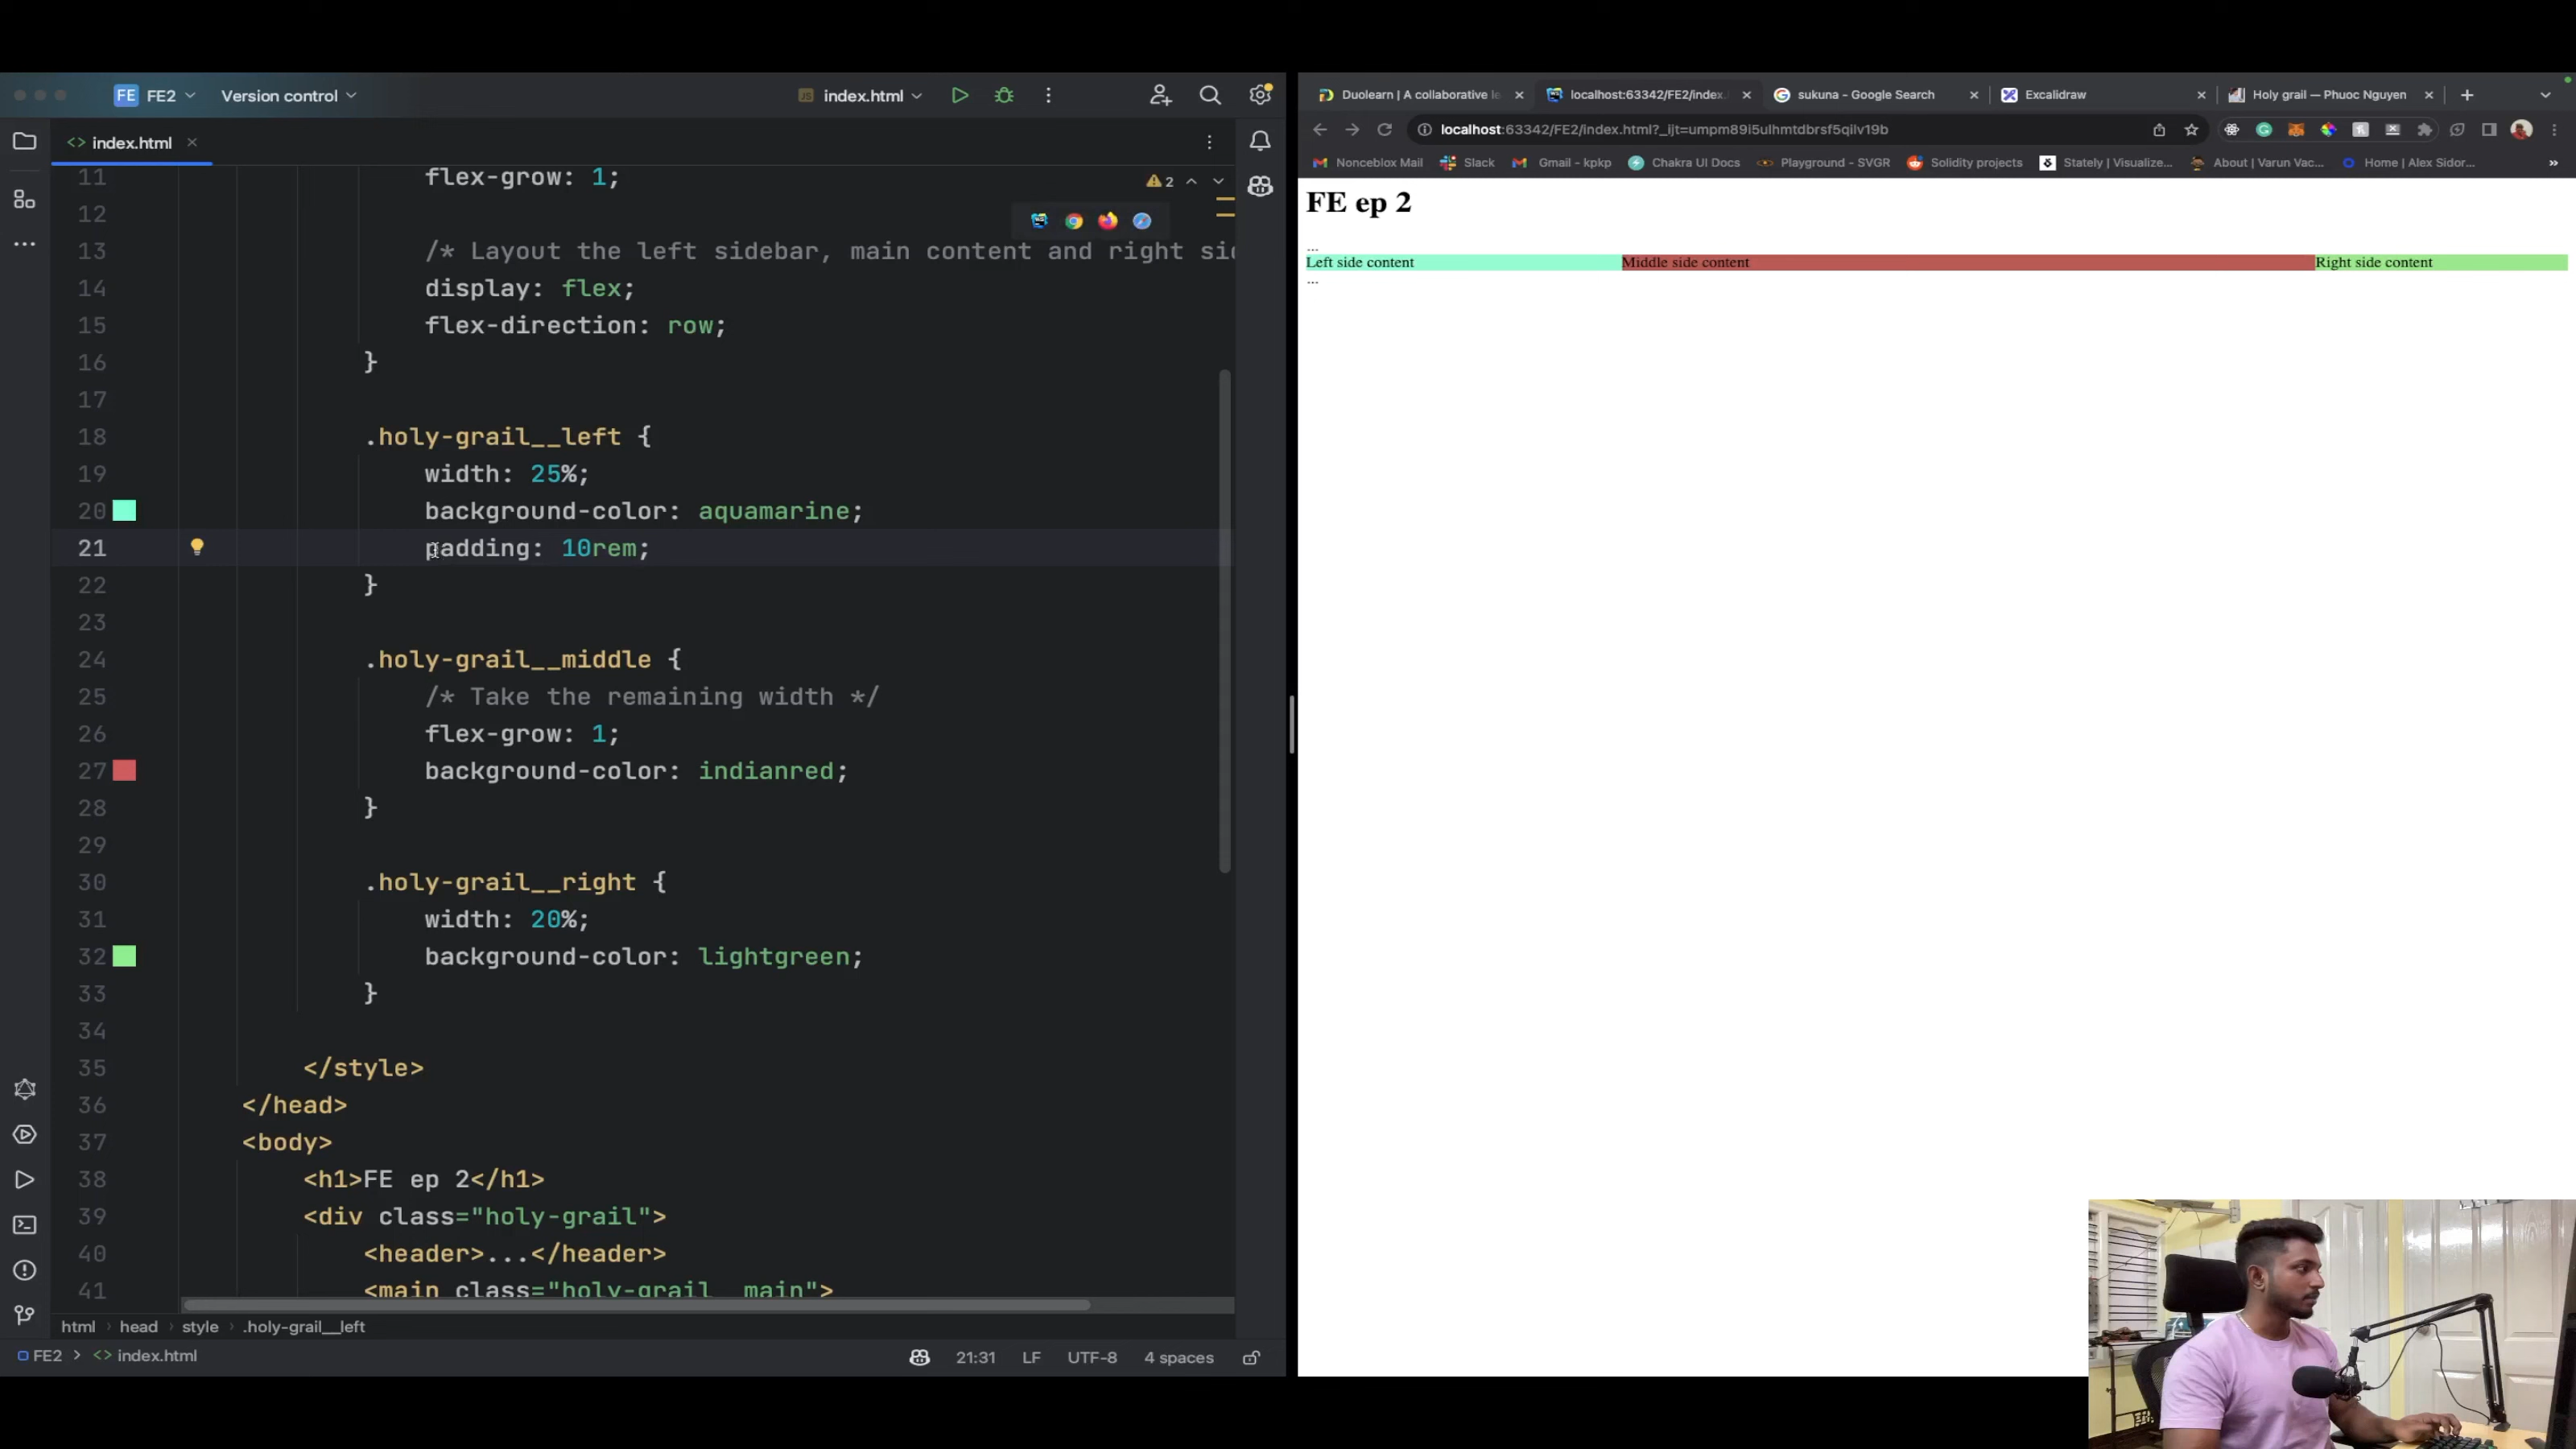 FE FE2 Version control
index.html
index.html
11 flex-grow: 1;
2
12
13 /* Layout the left sidebar, main content and right si
14 display: flex;
15 flex-direction: row;
16 }
17
18 .holy-grail__left {
19 width: 25%;
20 background-color: aquamarine;
21 padding: 10rem;
22 }
23
24 .holy-grail__middle {
25 /* Take the remaining width */
26 flex-grow: 1;
27 background-color: indianred;
28 }
29
30 .holy-grail__right {
31 width: 20%;
32 background-color: lightgreen;
33 }
34
35 </style>
36 </head>
37 <body>
38 <h1>FE ep 2</h1>
39 <div class="holy-grail">
40 <header>...</header>
41 <main class="holy-grail__main">
html head style .holy-grail__left
FE2 > <> index.html
21:31 LF UTF-8 4 spaces
Duolearn | A collaborative le
localhost:63342/FE2/index.
sukuna - Google Search
Excalidraw
Holy grail — Phuoc Nguyen
localhost:63342/FE2/index.html?_ijt=umpm89i5ulhmtdbrsf5qilv19b
Nonceblox Mail Slack Gmail - kpkp Chakra UI Docs Playground - SVGR Solidity projects Stately | Visualize... About | Varun Vac... Home | Alex Sidor... »
FE ep 2
...
Left side content Middle side content Right side content
...